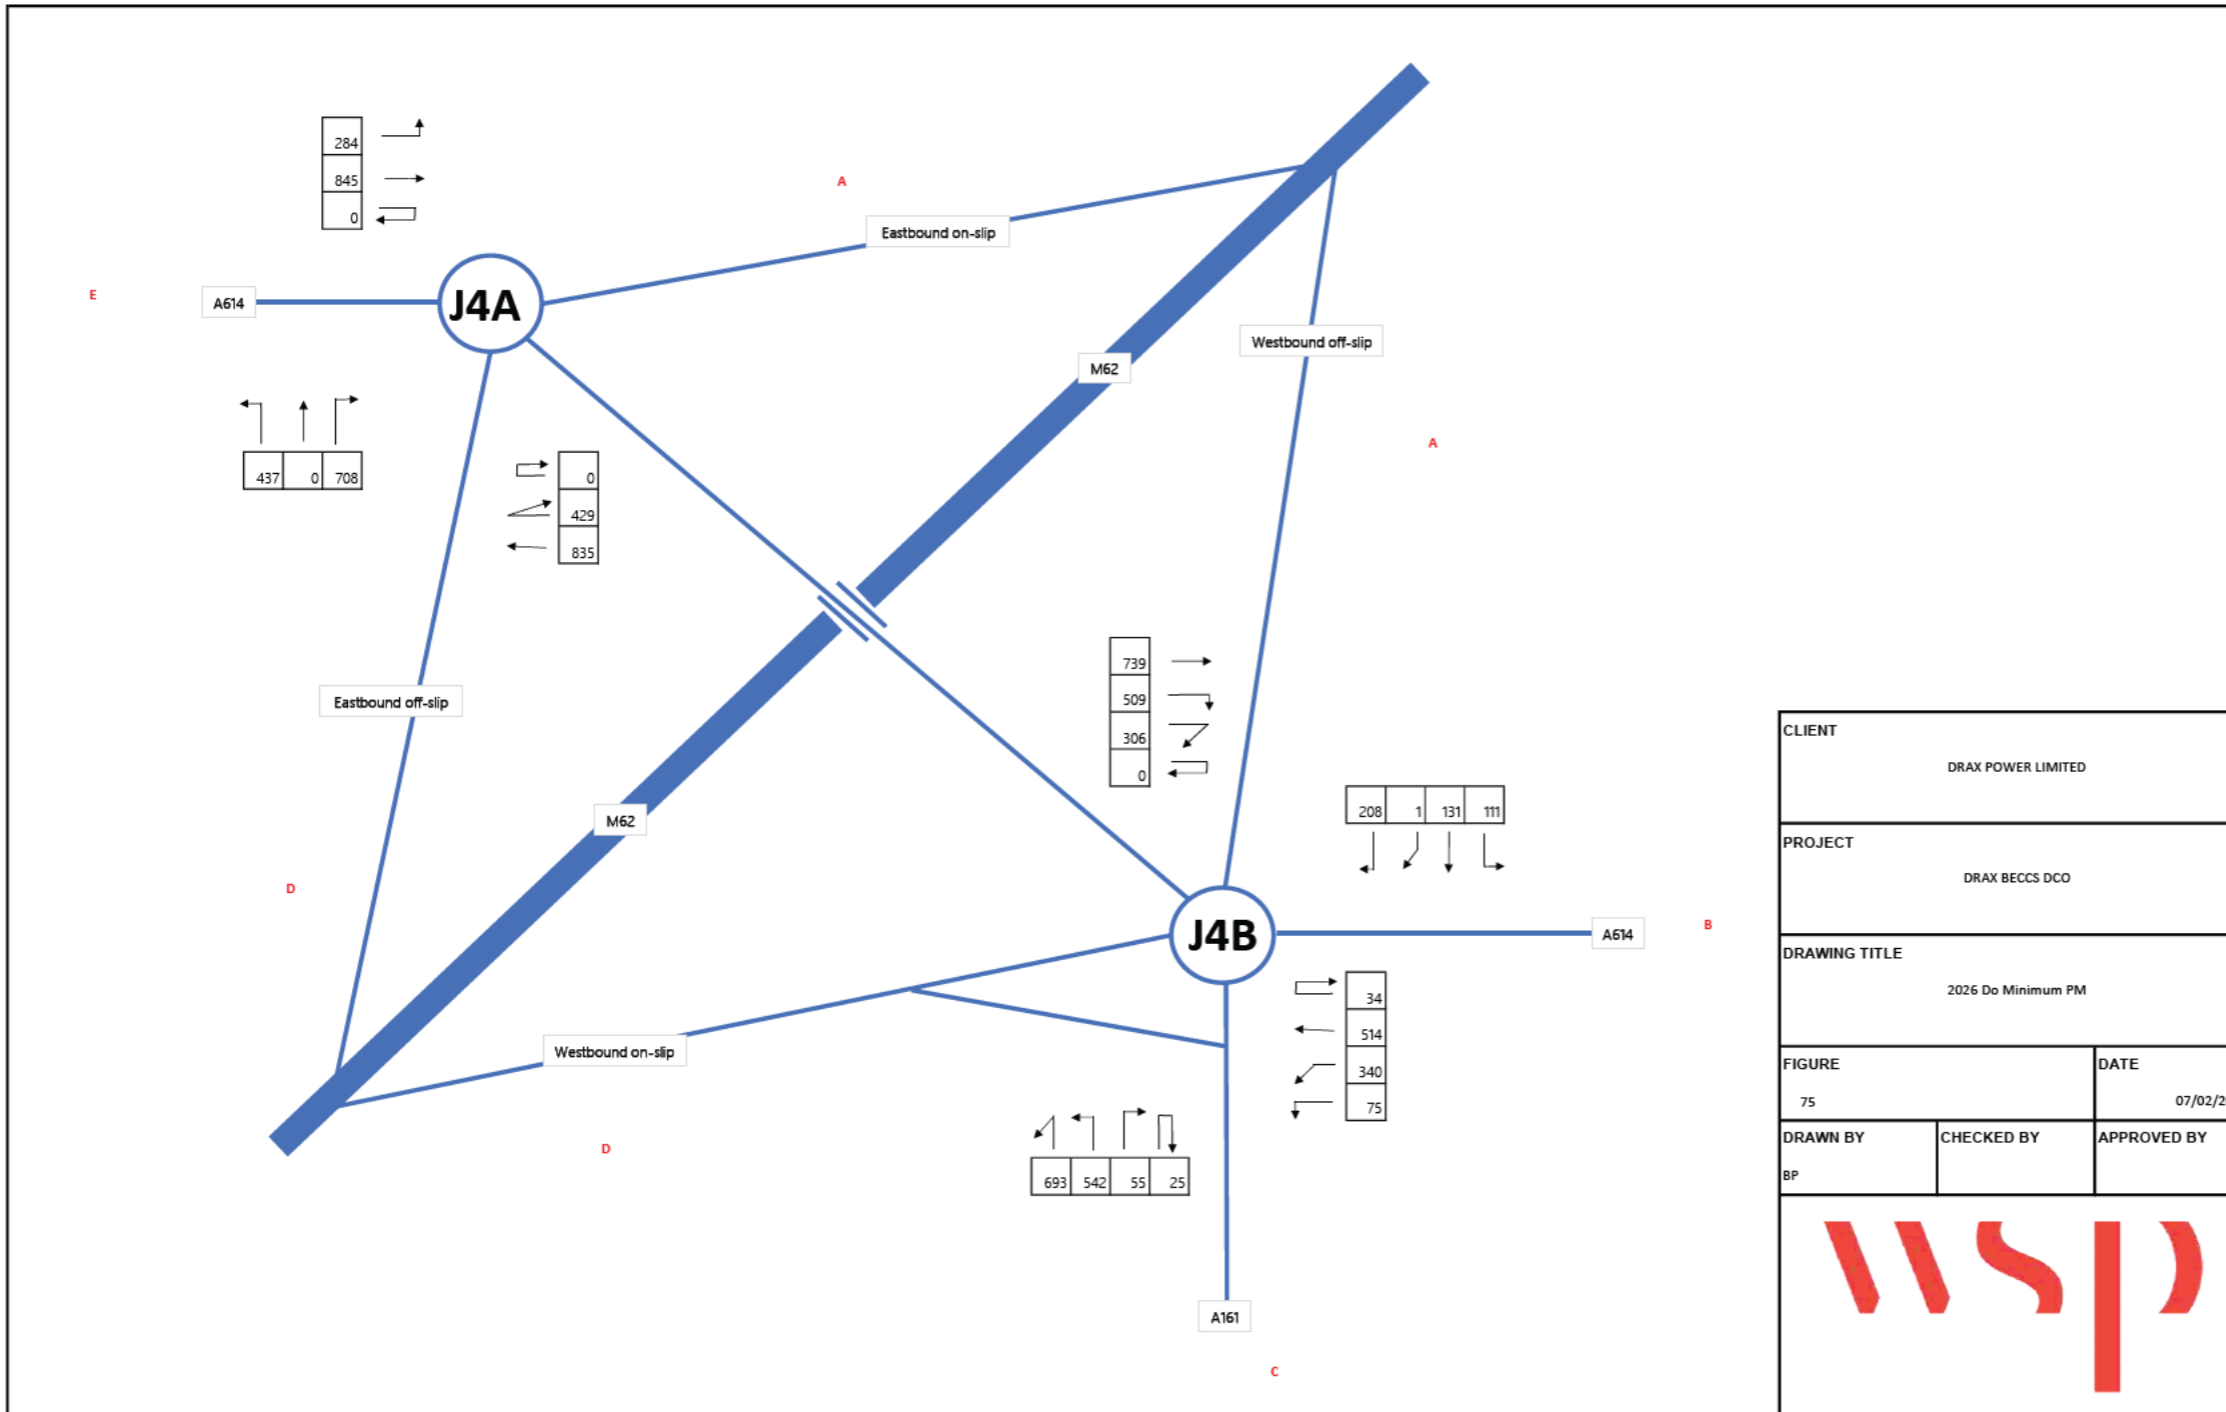 284
845
0
A
Eastbound on-slip
E
A614
J4A
Westbound off-slip
M62
A
437 0 708
0
429
835
Eastbound off-slip
739
509
306
0
208 1 131 111
M62
D
J4B
A614
B
34
514
340
75
Westbound on-slip
D
693 542 55 25
A161
C
CLIENT
DRAX POWER LIMITED
PROJECT
DRAX BECCS DCO
DRAWING TITLE
2026 Do Minimum PM
FIGURE
75
DATE
07/02/2
DRAWN BY
BP
CHECKED BY
APPROVED BY
wsp